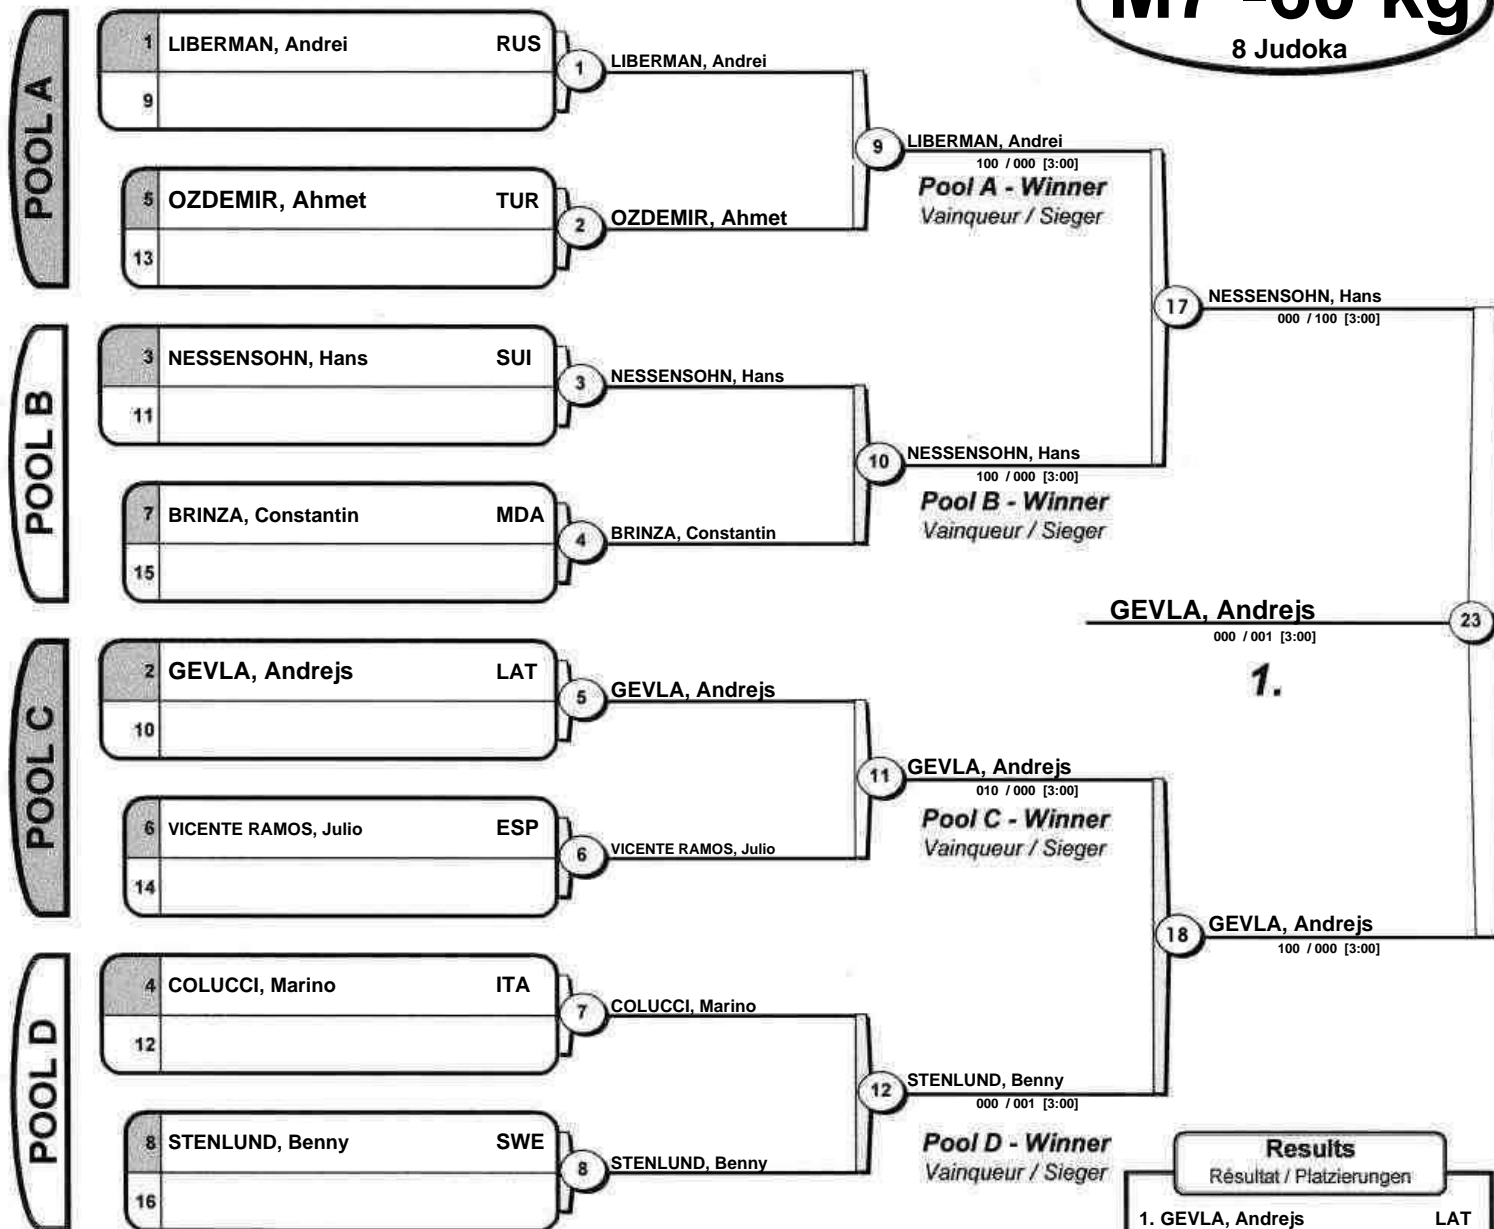 M7 -60 kg
8 Judoka
POOL A
1 LIBERMAN, Andrei RUS
9
5 OZDEMIR, Ahmet TUR
13
1 LIBERMAN, Andrei
2 OZDEMIR, Ahmet
9 LIBERMAN, Andrei
100 / 000 [3:00]
Pool A - Winner
Vainqueur / Sieger
POOL B
3 NESSENSOHN, Hans SUI
11
7 BRINZA, Constantin MDA
15
3 NESSENSOHN, Hans
4 BRINZA, Constantin
10 NESSENSOHN, Hans
100 / 000 [3:00]
Pool B - Winner
Vainqueur / Sieger
17 NESSENSOHN, Hans
000 / 100 [3:00]
GEVLA, Andrejs 23
000 / 001 [3:00]
1.
POOL C
2 GEVLA, Andrejs LAT
10
6 VICENTE RAMOS, Julio ESP
14
5 GEVLA, Andrejs
6 VICENTE RAMOS, Julio
11 GEVLA, Andrejs
010 / 000 [3:00]
Pool C - Winner
Vainqueur / Sieger
18 GEVLA, Andrejs
100 / 000 [3:00]
POOL D
4 COLUCCI, Marino ITA
12
8 STENLUND, Benny SWE
16
7 COLUCCI, Marino
8 STENLUND, Benny
12 STENLUND, Benny
000 / 001 [3:00]
Pool D - Winner
Vainqueur / Sieger
Results
Résultat / Platzierungen
1. GEVLA, Andrejs LAT